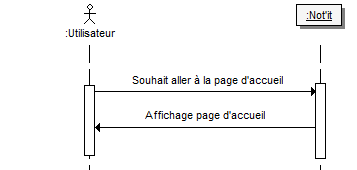 :Utilisateur
:Not'it
Souhait aller à la page d'accueil
Affichage page d'accueil